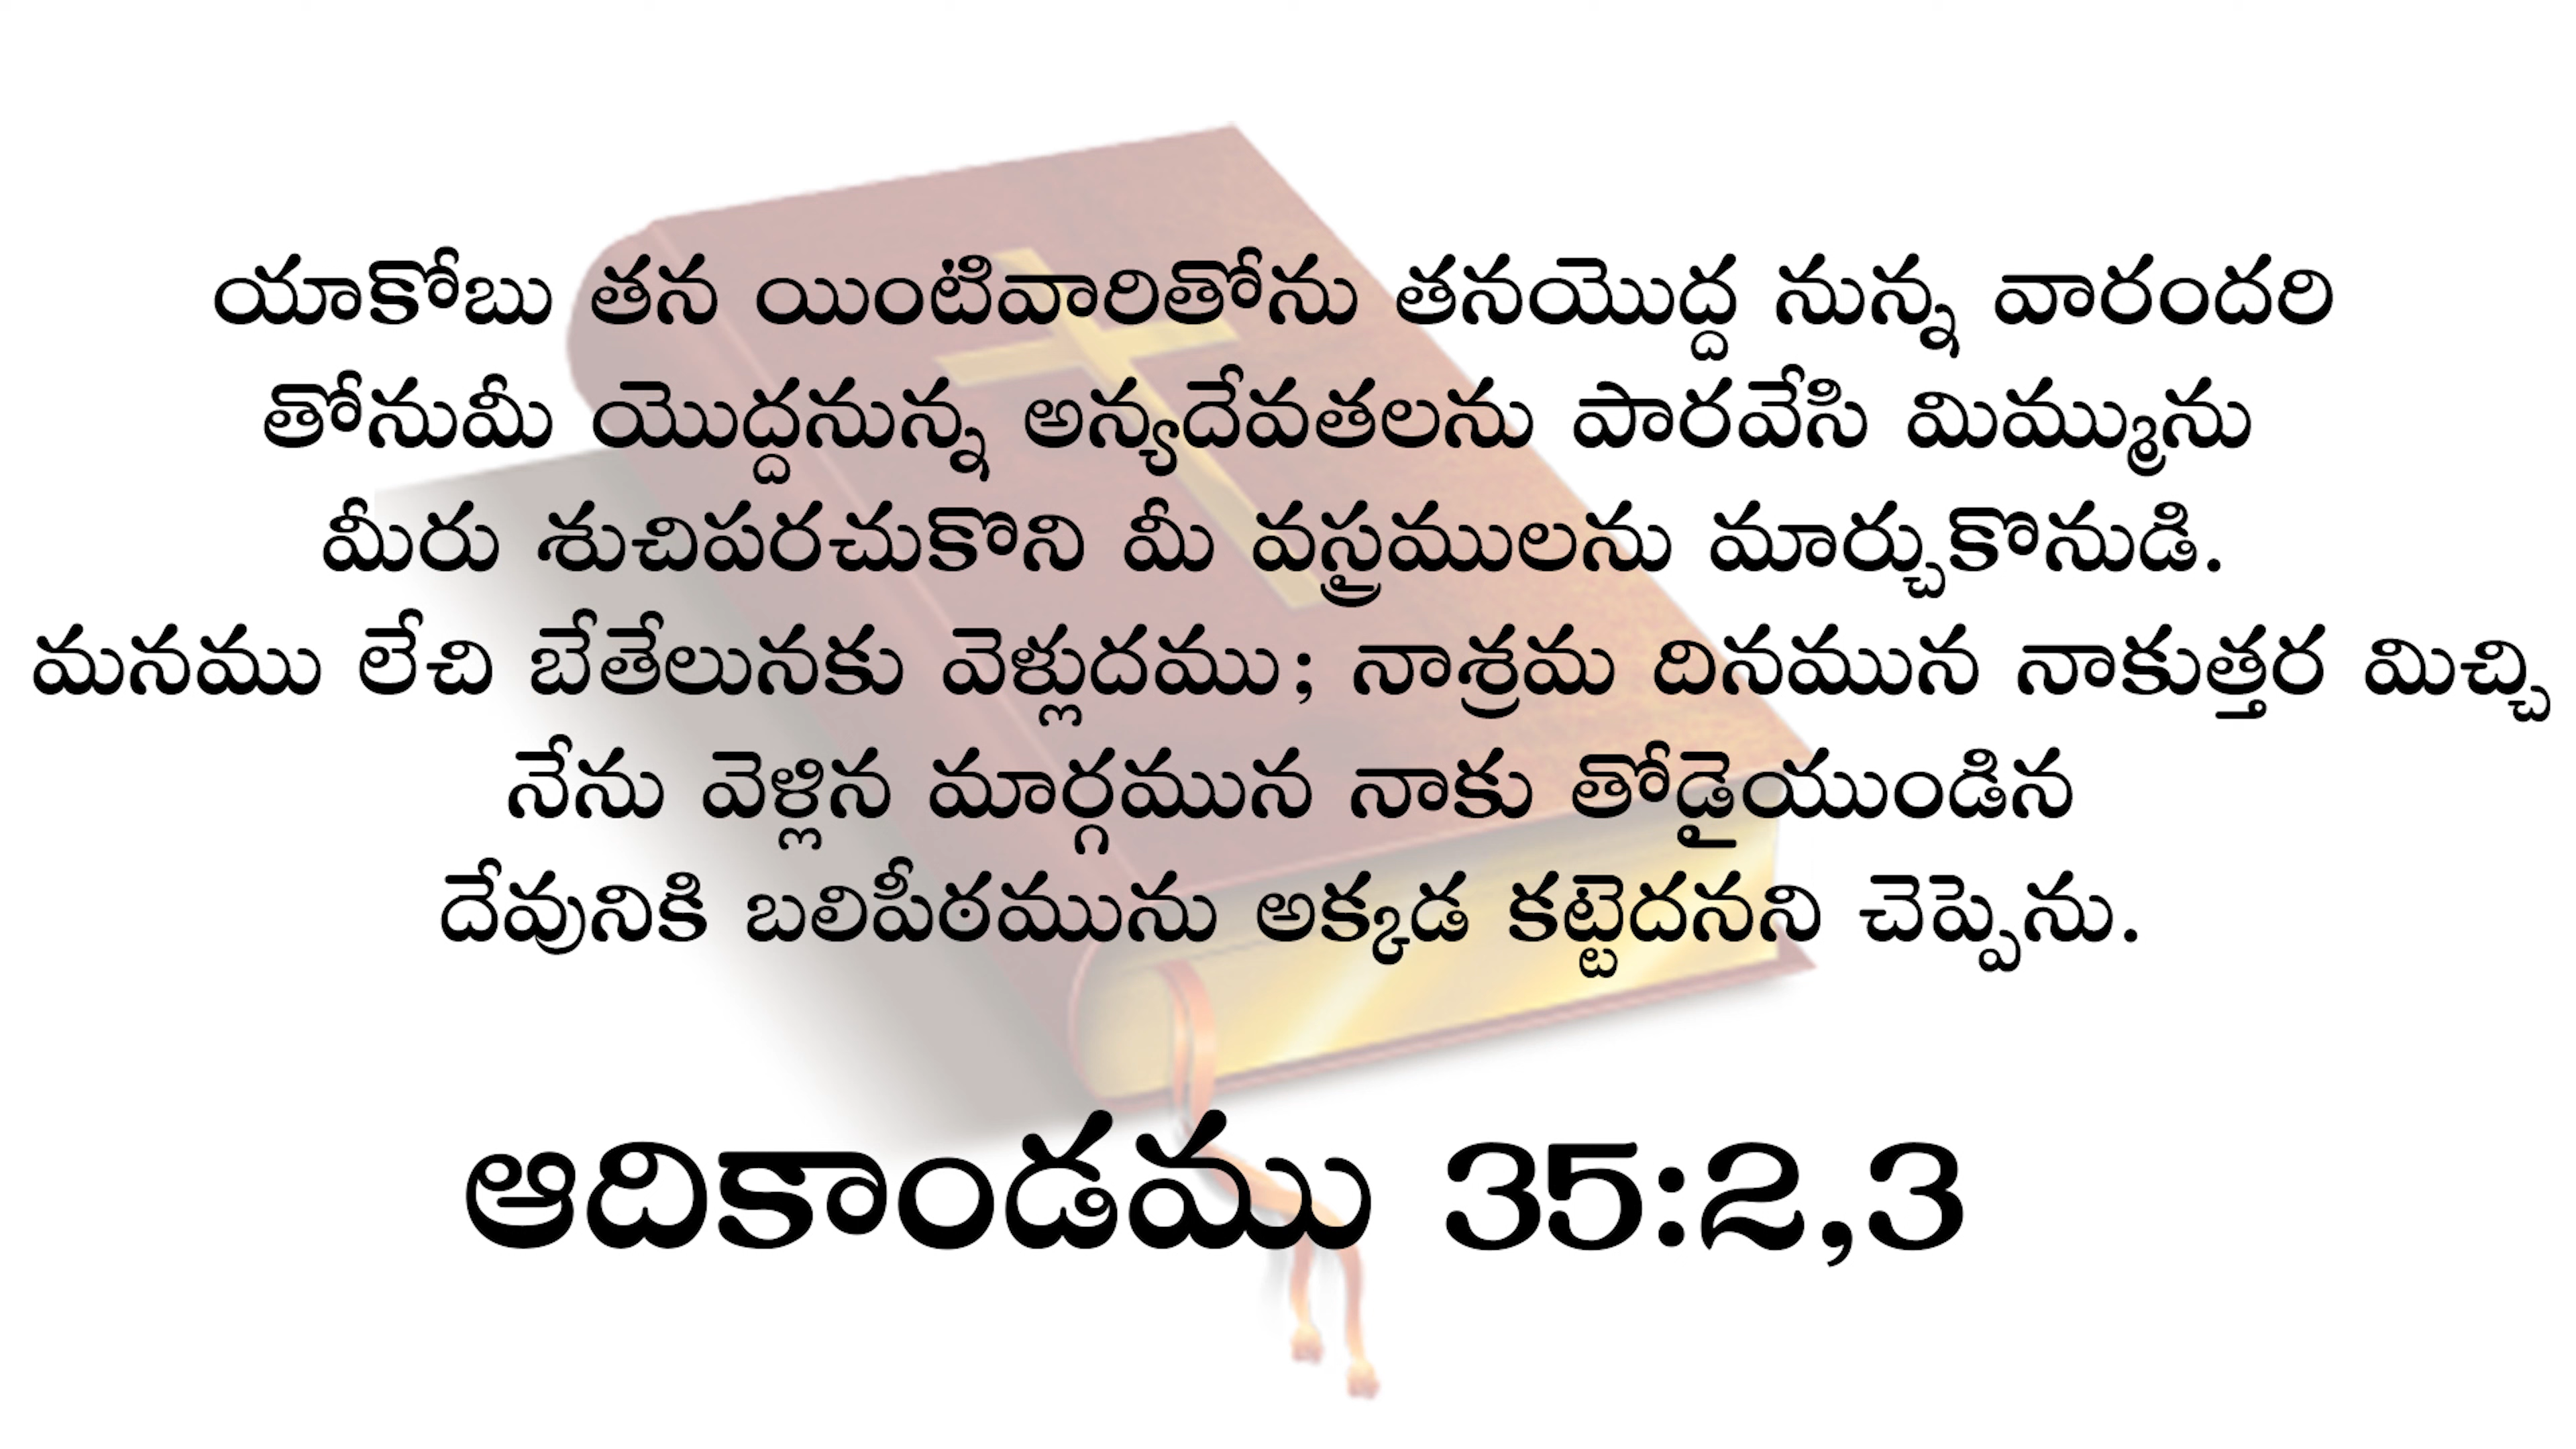 యాకోబు తన యింటివారితోను తనయొద్ద నున్న వారందరి
తోనుమీ యొద్దనున్న అన్యదేవతలను పారవేసి మిమ్మును
మీరు శుచిపరచుకొని మీ వస్త్రములను మార్చుకొనుడి.
మనము లేచి బేతేలునకు వెళ్లుదము; నాశ్రమ దినమున నాకుత్తర మిచ్చి
నేను వెళ్లిన మార్గమున నాకు తోడైయుండిన
దేవునికి బలిపీఠమును అక్కడ కట్టెదనని చెప్పెను.
ఆదికాండము 35:2,3